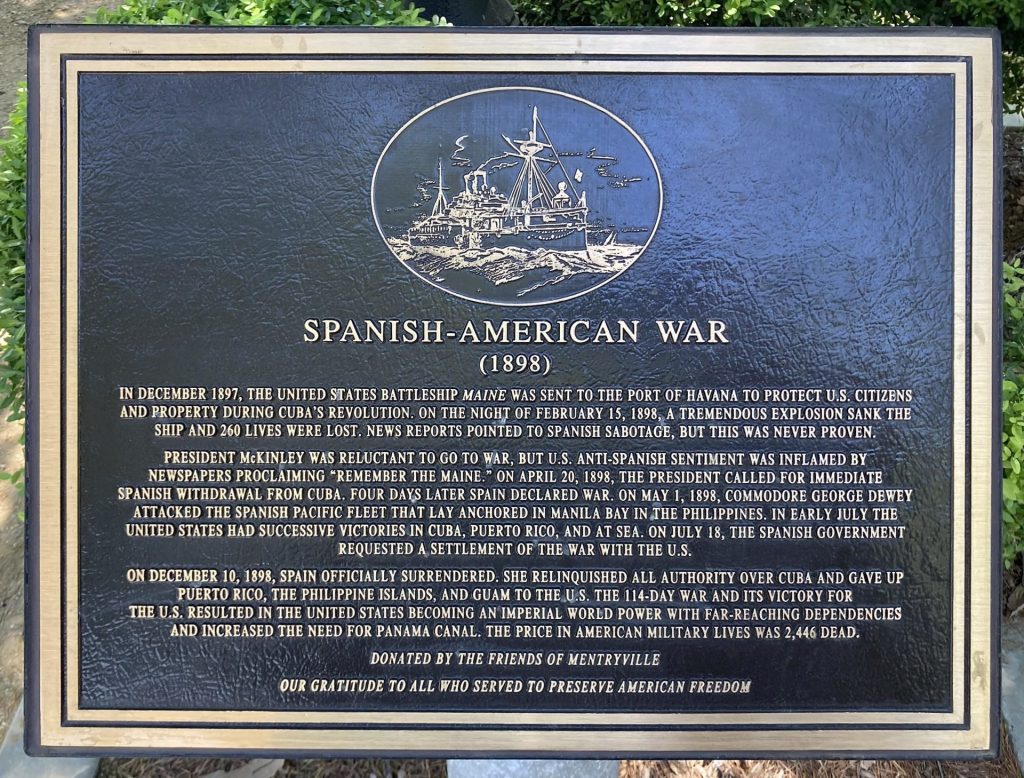 SPANISH-AMERICAN WAR
(1898)
IN DECEMBER 1897, THE UNITED STATES BATTLESHIP MAINE WAS SENT TO THE PORT OF HAVANA TO PROTECT U.S. CITIZENS
AND PROPERTY DURING CUBA'S REVOLUTION. ON THE NIGHT OF FEBRUARY 15, 1898, A TREMENDOUS EXPLOSION SANK THE
SHIP AND 260 LIVES WERE LOST. NEWS REPORTS POINTED TO SPANISH SABOTAGE, BUT THIS WAS NEVER PROVEN.
PRESIDENT McKINLEY WAS RELUCTANT TO GO TO WAR, BUT U.S. ANTI-SPANISH SENTIMENT WAS INFLAMED BY
NEWSPAPERS PROCLAIMING "REMEMBER THE MAINE." ON APRIL 20, 1898, THE PRESIDENT CALLED FOR IMMEDIATE
SPANISH WITHDRAWAL FROM CUBA. FOUR DAYS LATER SPAIN DECLARED WAR. ON MAY 1, 1898, COMMODORE GEORGE DEWEY
ATTACKED THE SPANISH PACIFIC FLEET THAT LAY ANCHORED IN MANILA BAY IN THE PHILIPPINES. IN EARLY JULY THE
UNITED STATES HAD SUCCESSIVE VICTORIES IN CUBA, PUERTO RICO, AND AT SEA. ON JULY 18, THE SPANISH GOVERNMENT
REQUESTED A SETTLEMENT OF THE WAR WITH THE U.S.
ON DECEMBER 10, 1898, SPAIN OFFICIALLY SURRENDERED. SHE RELINQUISHED ALL AUTHORITY OVER CUBA AND GAVE UP
PUERTO RICO, THE PHILIPPINE ISLANDS, AND GUAM TO THE U.S. THE 114-DAY WAR AND ITS VICTORY FOR
THE U.S. RESULTED IN THE UNITED STATES BECOMING AN IMPERIAL WORLD POWER WITH FAR-REACHING DEPENDENCIES
AND INCREASED THE NEED FOR PANAMA CANAL. THE PRICE IN AMERICAN MILITARY LIVES WAS 2,446 DEAD.
DONATED BY THE FRIENDS OF MENTRYVILLE
OUR GRATITUDE TO ALL WHO SERVED TO PRESERVE AMERICAN FREEDOM